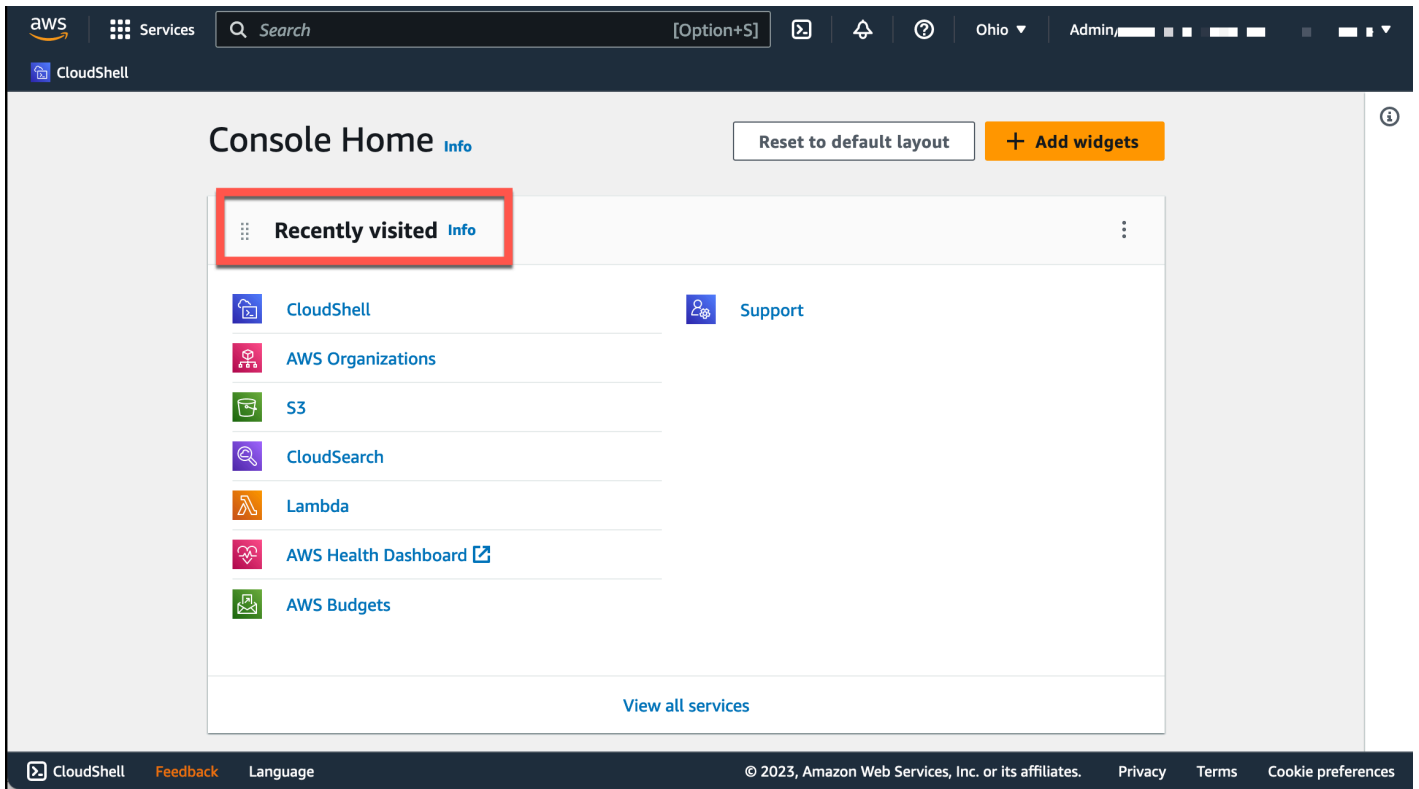 aws Services Search [Option+S] Ohio Admin/
CloudShell
Console Home Info Reset to default layout + Add widgets
Recently visited Info
CloudShell Support
AWS Organizations
S3
CloudSearch
Lambda
AWS Health Dashboard
AWS Budgets
View all services
CloudShell Feedback Language © 2023, Amazon Web Services, Inc. or its affiliates. Privacy Terms Cookie preferences